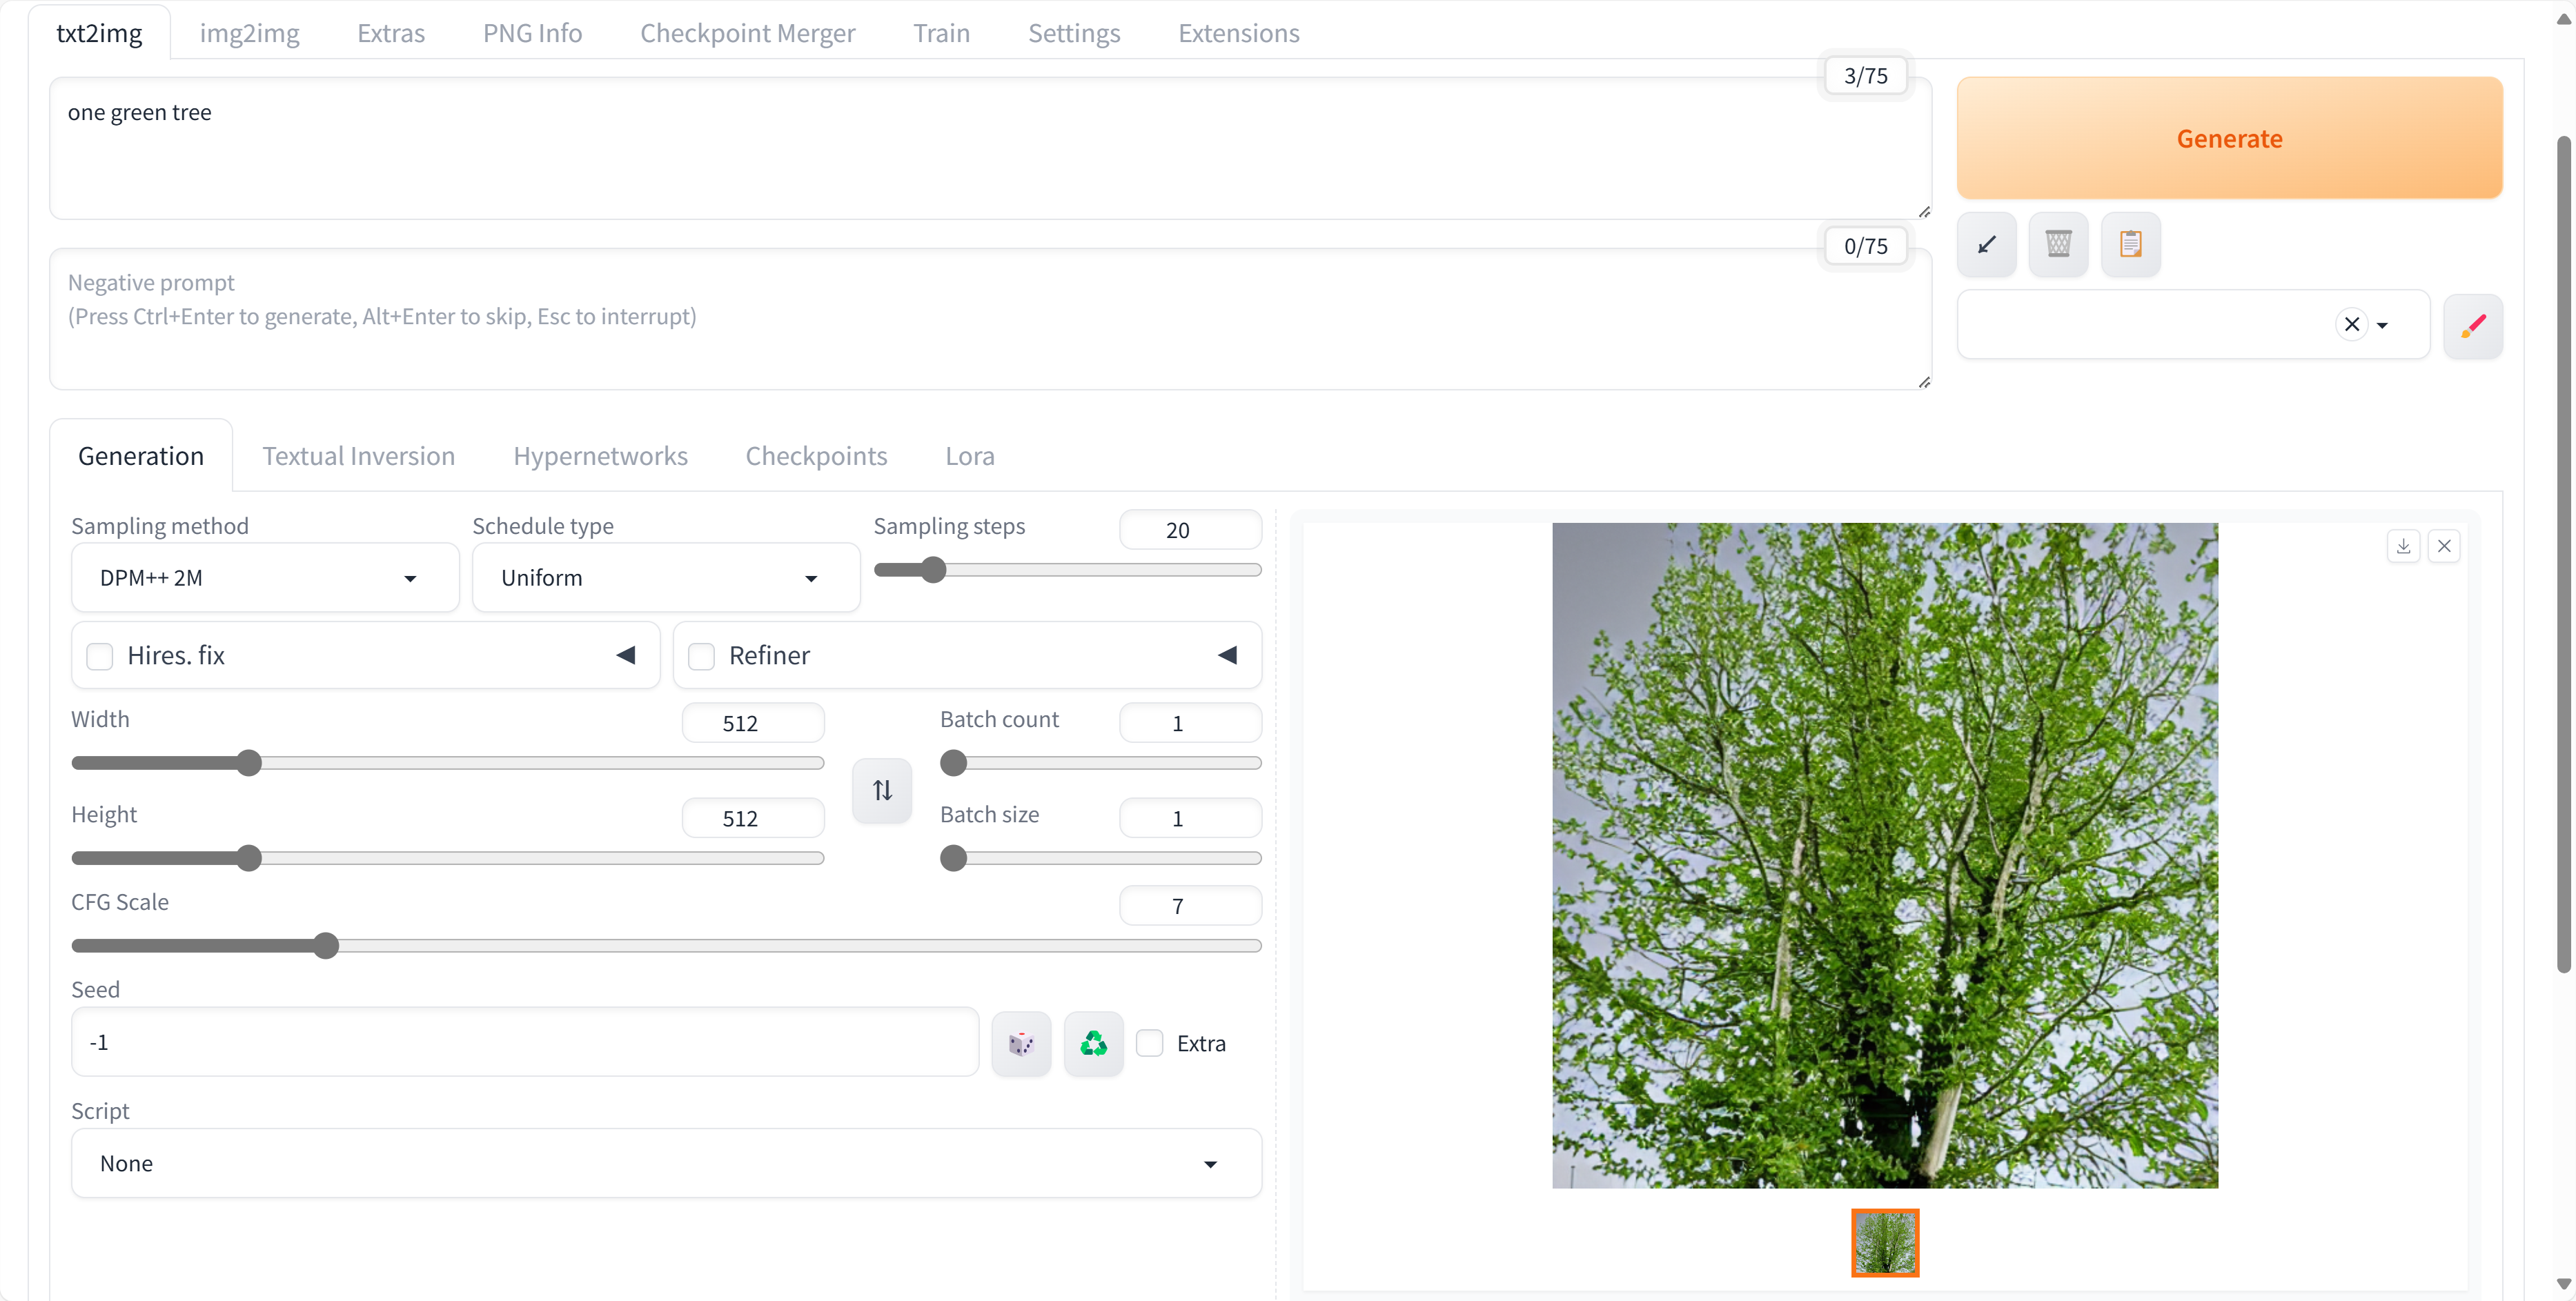 txt2img
img2img
Extras
PNG Info
Checkpoint Merger
Train
Settings
Extensions
3/75
one green tree
Generate
0/75
Negative prompt
(Press Ctrl+Enter to generate, Alt+Enter to skip, Esc to interrupt)
Generation
Textual Inversion
Hypernetworks
Checkpoints
Lora
Sampling method
DPM++ 2M
Schedule type
Uniform
Sampling steps
20
Hires. fix
Refiner
Width
512
Batch count
1
Height
512
Batch size
1
CFG Scale
7
Seed
-1
Extra
Script
None